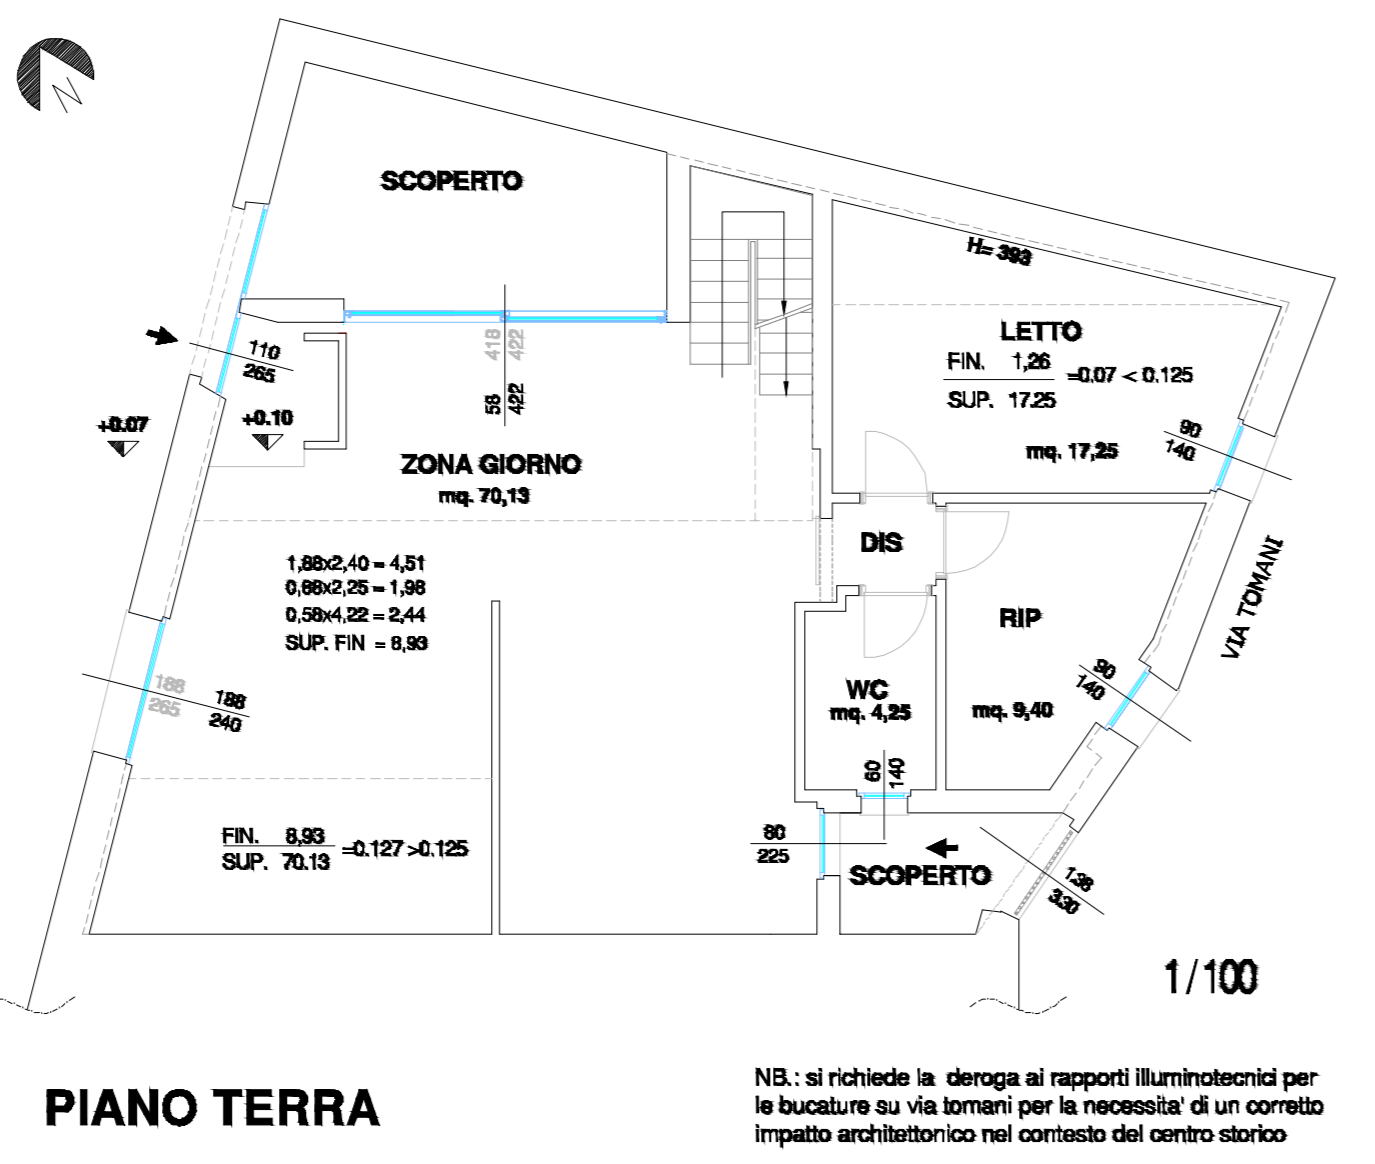 N
SCOPERTO
H= 393
LETTO
FIN. 1,26
SUP. 17.25
=0.07 < 0.125
mq. 17,25
90
140
110
265
418
422
58
422
+0.07
+0.10
ZONA GIORNO
mq. 70,13
DIS
1,88x2,40 = 4,51
0,88x2,25 = 1,98
0,58x4,22 = 2,44
SUP. FIN = 8,93
RIP
mq. 9,40
VIA TOMANI
90
140
188
265
188
240
WC
mq. 4,25
60
140
FIN. 8,93
SUP. 70.13
=0.127 >0.125
80
225
SCOPERTO
138
330
1/100
PIANO TERRA
NB.: si richiede la deroga ai rapporti illuminotecnici per
le bucature su via tomani per la necessita' di un corretto
impatto architettonico nel contesto del centro storico